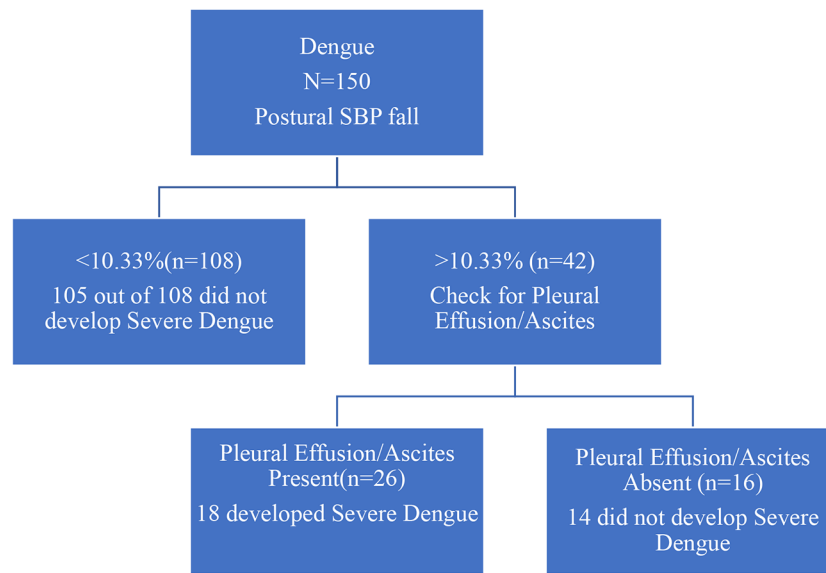 Dengue
N=150
Postural SBP fall
<10.33%(n=108)
105 out of 108 did not
develop Severe Dengue
>10.33% (n=42)
Check for Pleural
Effusion/Ascites
Pleural Effusion/Ascites
Present(n=26)
18 developed Severe Dengue
Pleural Effusion/Ascites
Absent (n=16)
14 did not develop Severe
Dengue